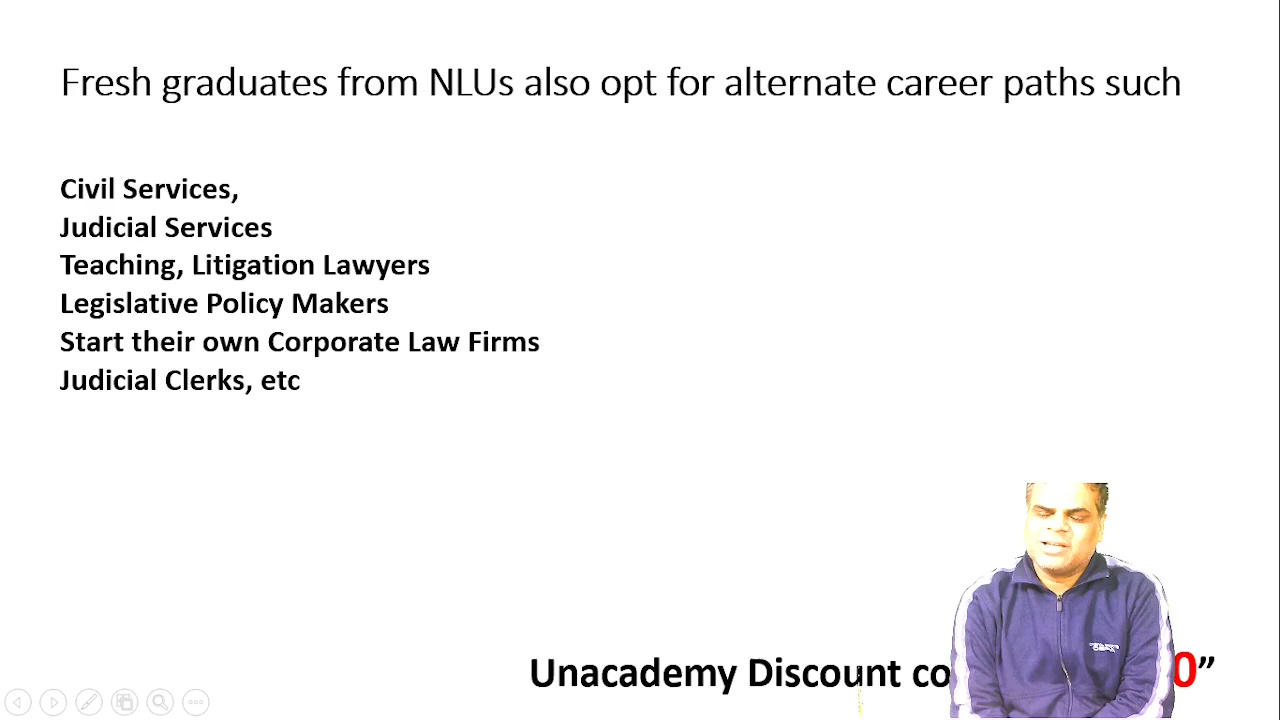 Fresh graduates from NLUs also opt for alternate career paths such
Civil Services,
Judicial Services
Teaching, Litigation Lawyers
Legislative Policy Makers
Start their own Corporate Law Firms
Judicial Clerks, etc
Unacademy Discount co 0”